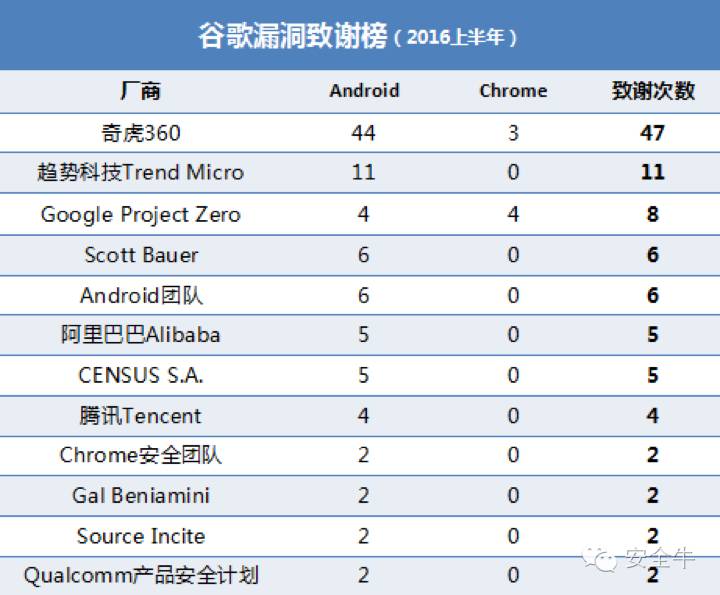 谷歌漏洞致谢榜（2016上半年）
厂商 Android Chrome 致谢次数
奇虎360 44 3 47
趋势科技Trend Micro 11 0 11
Google Project Zero 4 4 8
Scott Bauer 6 0 6
Android团队 6 0 6
阿里巴巴Alibaba 5 0 5
CENSUS S.A. 5 0 5
腾讯Tencent 4 0 4
Chrome安全团队 2 0 2
Gal Beniamini 2 0 2
Source Incite 2 0 2
安全牛
Qualcomm产品安全计划 2 0 2